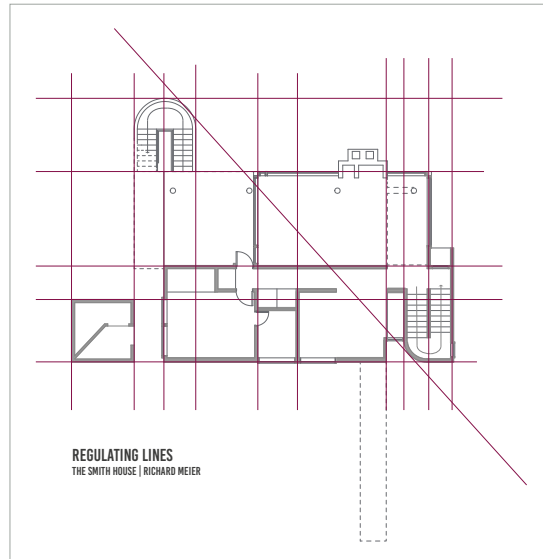 REGULATING LINES
THE SMITH HOUSE | RICHARD MEIER